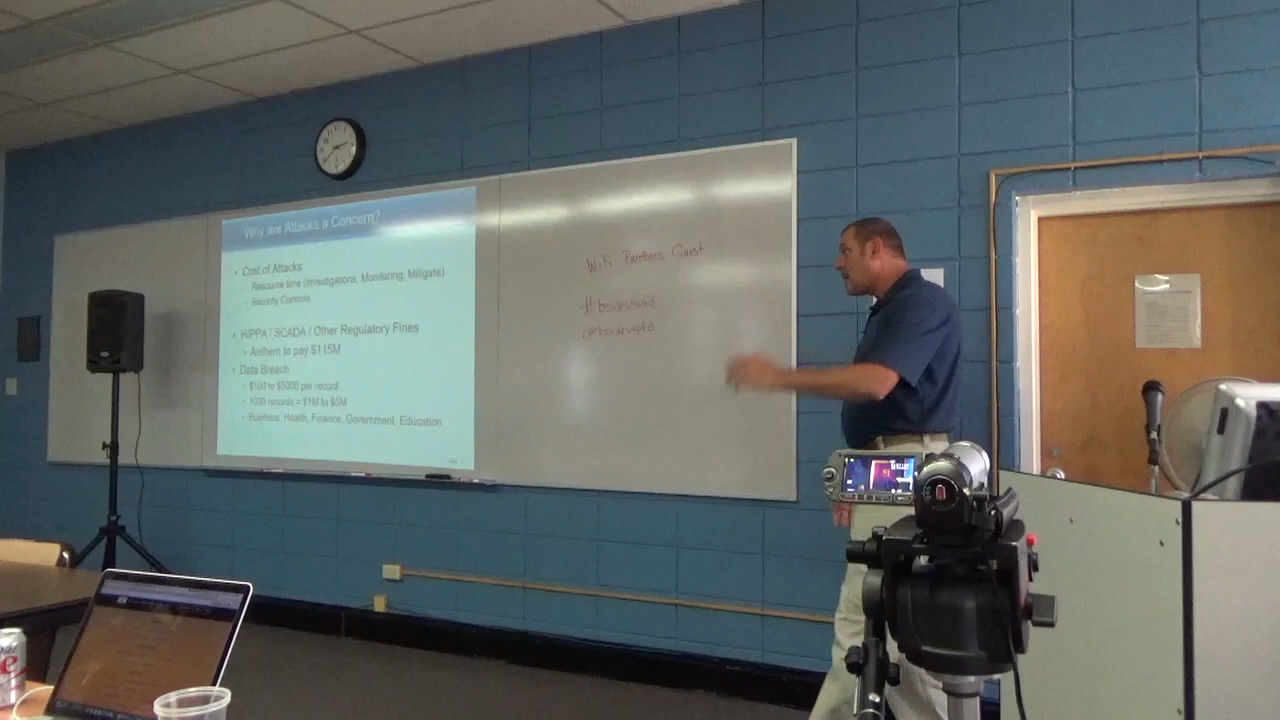 Why are Attacks a Concern?
Cost of Attacks
Resource time (Investigations, Monitoring, Mitigate)
Security Controls
HIPPA / SCADA / Other Regulatory Fines
Anthem to pay $115M
Data Breach
$100 to $5000 per record
1000 records = $1M to $5M
Business, Health, Finance, Government, Education
WiFi Partners Guest